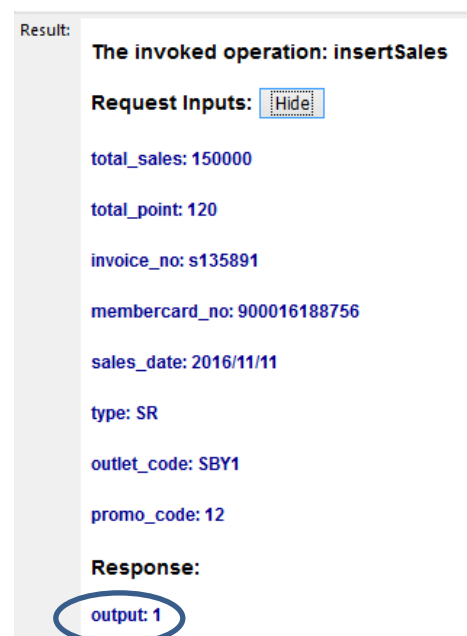 Result:
The invoked operation: insertSales
Request Inputs: Hide
total_sales: 150000
total_point: 120
invoice_no: s135891
membercard_no: 900016188756
sales_date: 2016/11/11
type: SR
outlet_code: SBY1
promo_code: 12
Response:
output: 1